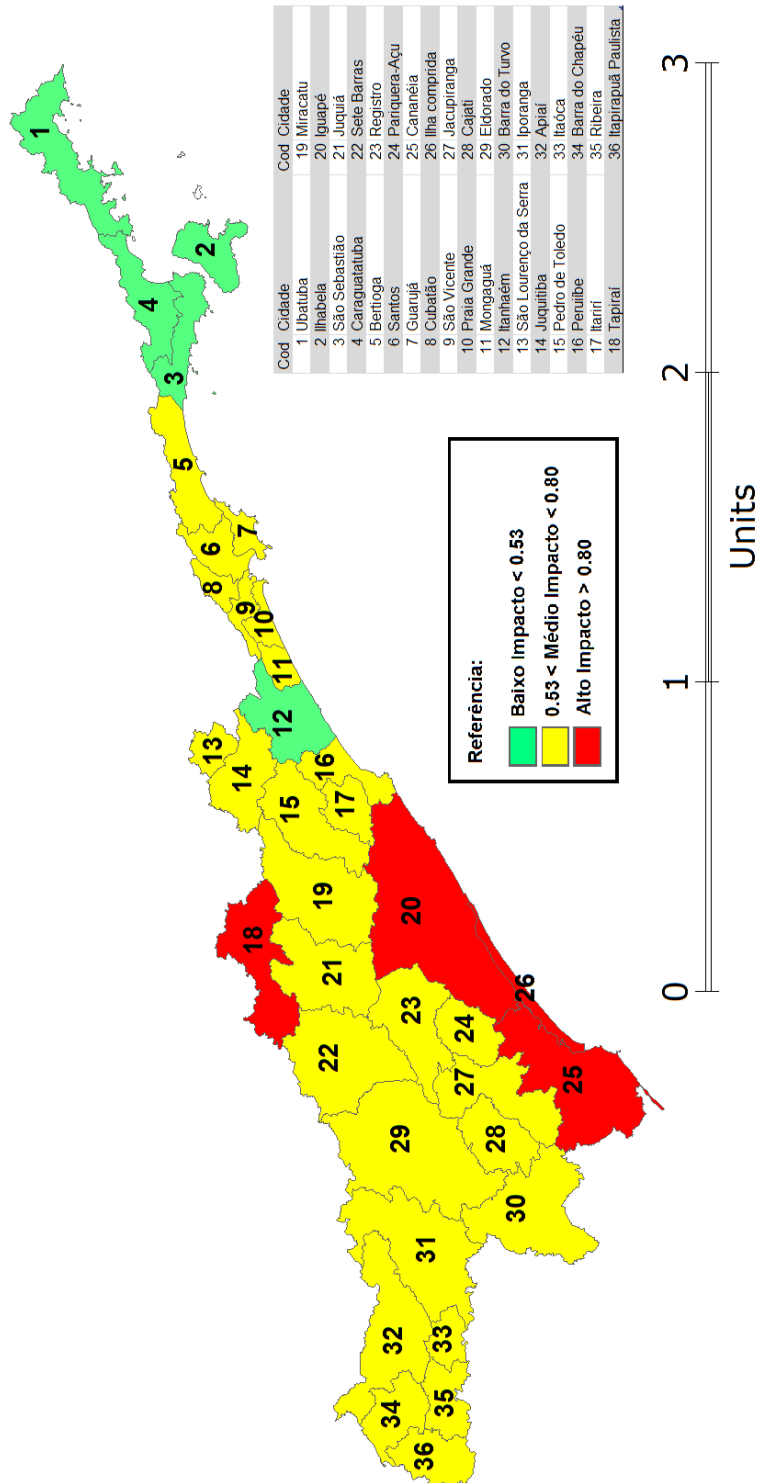 1
2
3
4
5
6
7
8
9
10
11
12
13
14
15
16
17
18
19
20
21
22
23
24
25
26
27
28
29
30
31
32
33
34
35
36
Cod Cidade Cod Cidade
1 Ubatuba 19 Miracatu
2 Ilhabela 20 Iguapé
3 São Sebastião 21 Juquiá
4 Caraguatatuba 22 Sete Barras
5 Bertioga 23 Registro
6 Santos 24 Pariquera-Açu
7 Guarujá 25 Cananéia
8 Cubatão 26 Ilha comprida
9 São Vicente 27 Jacupiranga
10 Praia Grande 28 Cajati
11 Mongaguá 29 Eldorado
12 Itanhaém 30 Barra do Turvo
13 São Lourenço da Serra 31 Iporanga
14 Juquitiba 32 Apiaí
15 Pedro de Toledo 33 Itaóca
16 Peruíbe 34 Barra do Chapéu
17 Itarirí 35 Ribeira
18 Tapiraí 36 Itapirapuã Paulista
Referência:
Baixo Impacto < 0.53
0.53 < Médio Impacto < 0.80
Alto Impacto > 0.80
0 1 2 3
Units